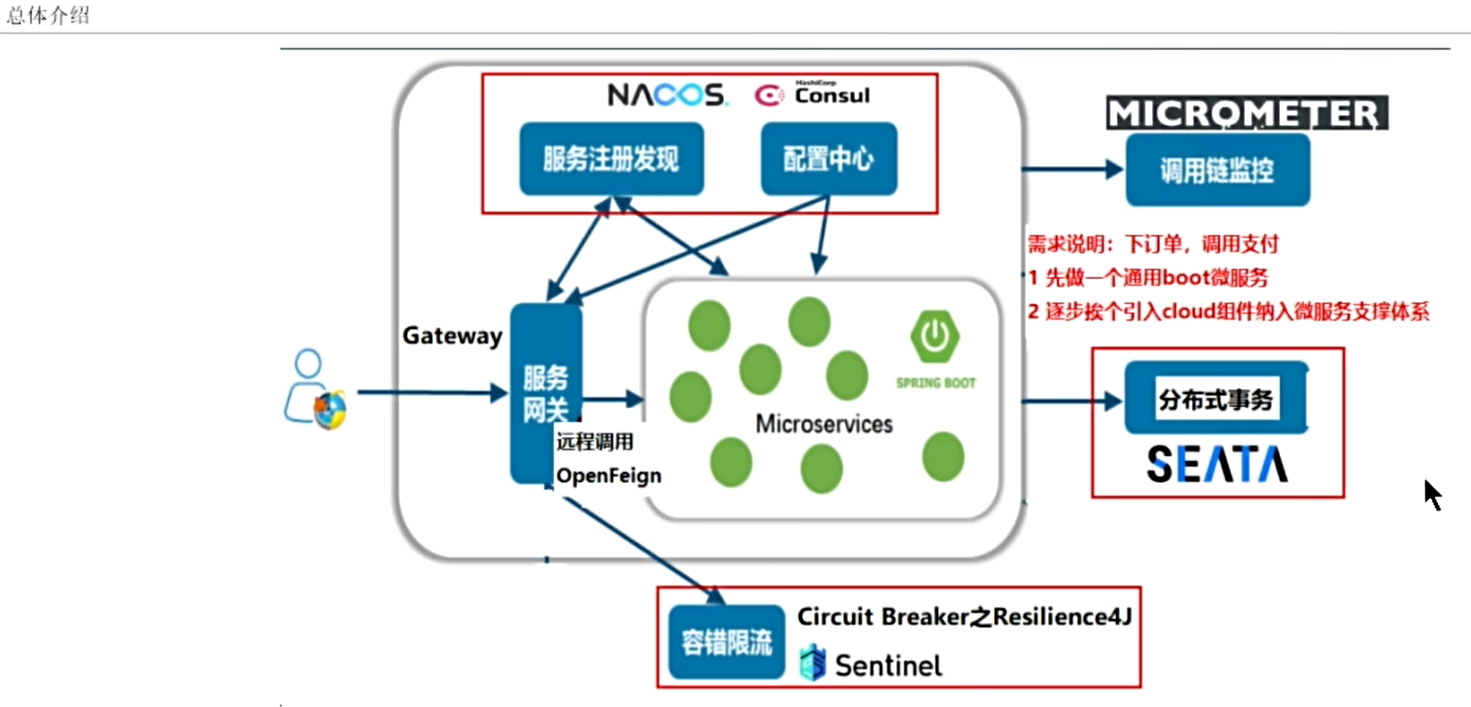 总体介绍
NACOS.
HashiCorp
Consul
服务注册发现
配置中心
MICROMETER
调用链监控
需求说明：下订单，调用支付
1 先做一个通用boot微服务
2 逐步挨个引入cloud组件纳入微服务支撑体系
Gateway
服务
网关
远程调用
OpenFeign
SPRING BOOT
Microservices
分布式事务
SEATA
容错限流
Circuit Breaker之Resilience4J
Sentinel